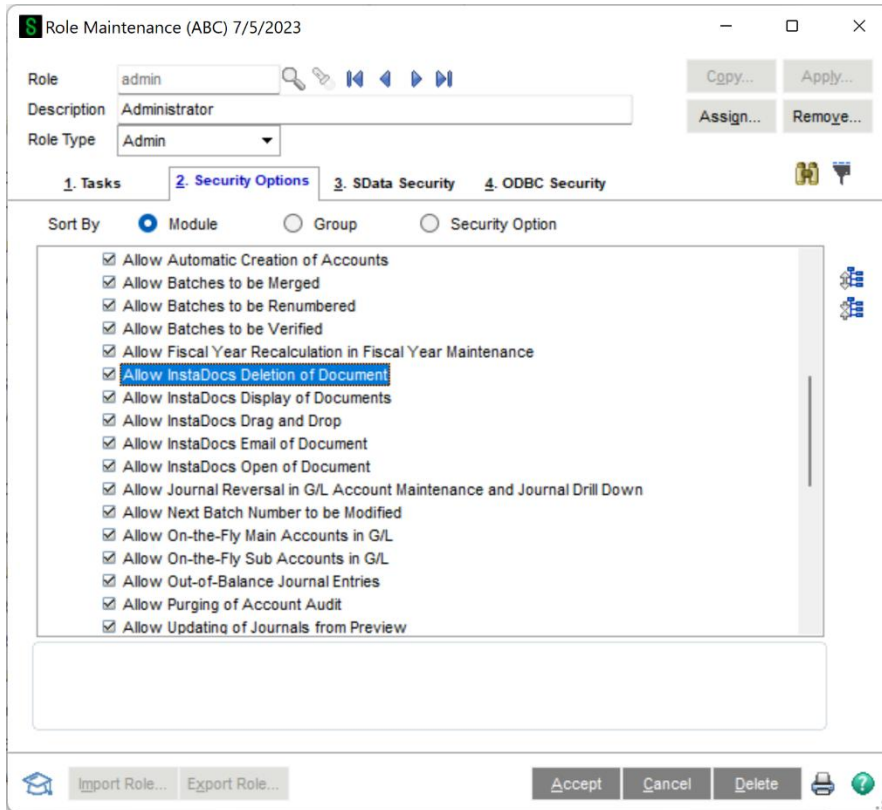 S Role Maintenance (ABC) 7/5/2023
Role admin Copy... Apply...
Description Administrator Assign... Remove...
Role Type Admin
1. Tasks 2. Security Options 3. SData Security 4. ODBC Security
Sort By Module Group Security Option
Allow Automatic Creation of Accounts
Allow Batches to be Merged
Allow Batches to be Renumbered
Allow Batches to be Verified
Allow Fiscal Year Recalculation in Fiscal Year Maintenance
Allow InstaDocs Deletion of Document
Allow InstaDocs Display of Documents
Allow InstaDocs Drag and Drop
Allow InstaDocs Email of Document
Allow InstaDocs Open of Document
Allow Journal Reversal in G/L Account Maintenance and Journal Drill Down
Allow Next Batch Number to be Modified
Allow On-the-Fly Main Accounts in G/L
Allow On-the-Fly Sub Accounts in G/L
Allow Out-of-Balance Journal Entries
Allow Purging of Account Audit
Allow Updating of Journals from Preview
Import Role... Export Role... Accept Cancel Delete ?